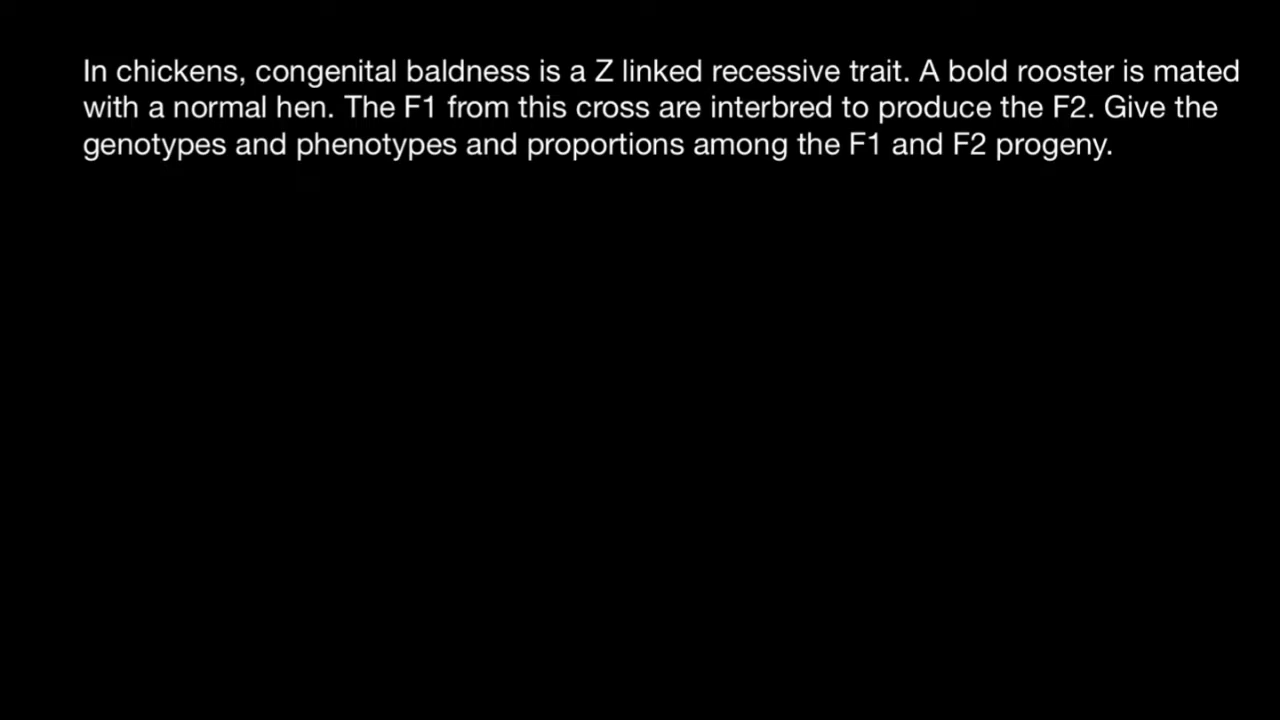 In chickens, congenital baldness is a Z linked recessive trait. A bold rooster is mated
with a normal hen. The F1 from this cross are interbred to produce the F2. Give the
genotypes and phenotypes and proportions among the F1 and F2 progeny.